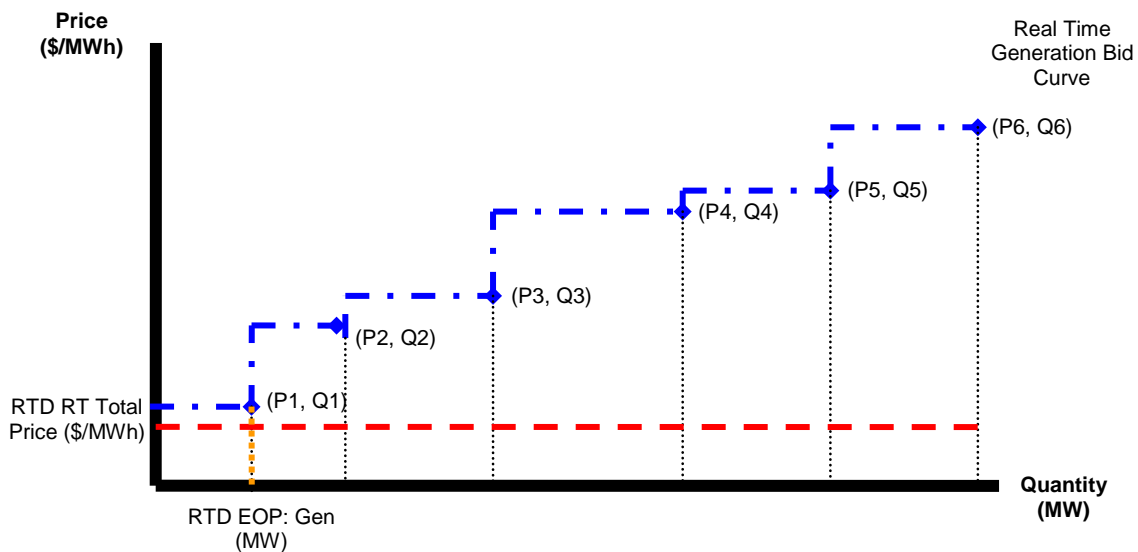 Price
($/MWh)
Real Time
Generation Bid
Curve
(P6, Q6)
(P5, Q5)
(P4, Q4)
(P3, Q3)
(P2, Q2)
(P1, Q1)
RTD RT Total
Price ($/MWh)
Quantity
(MW)
RTD EOP: Gen
(MW)